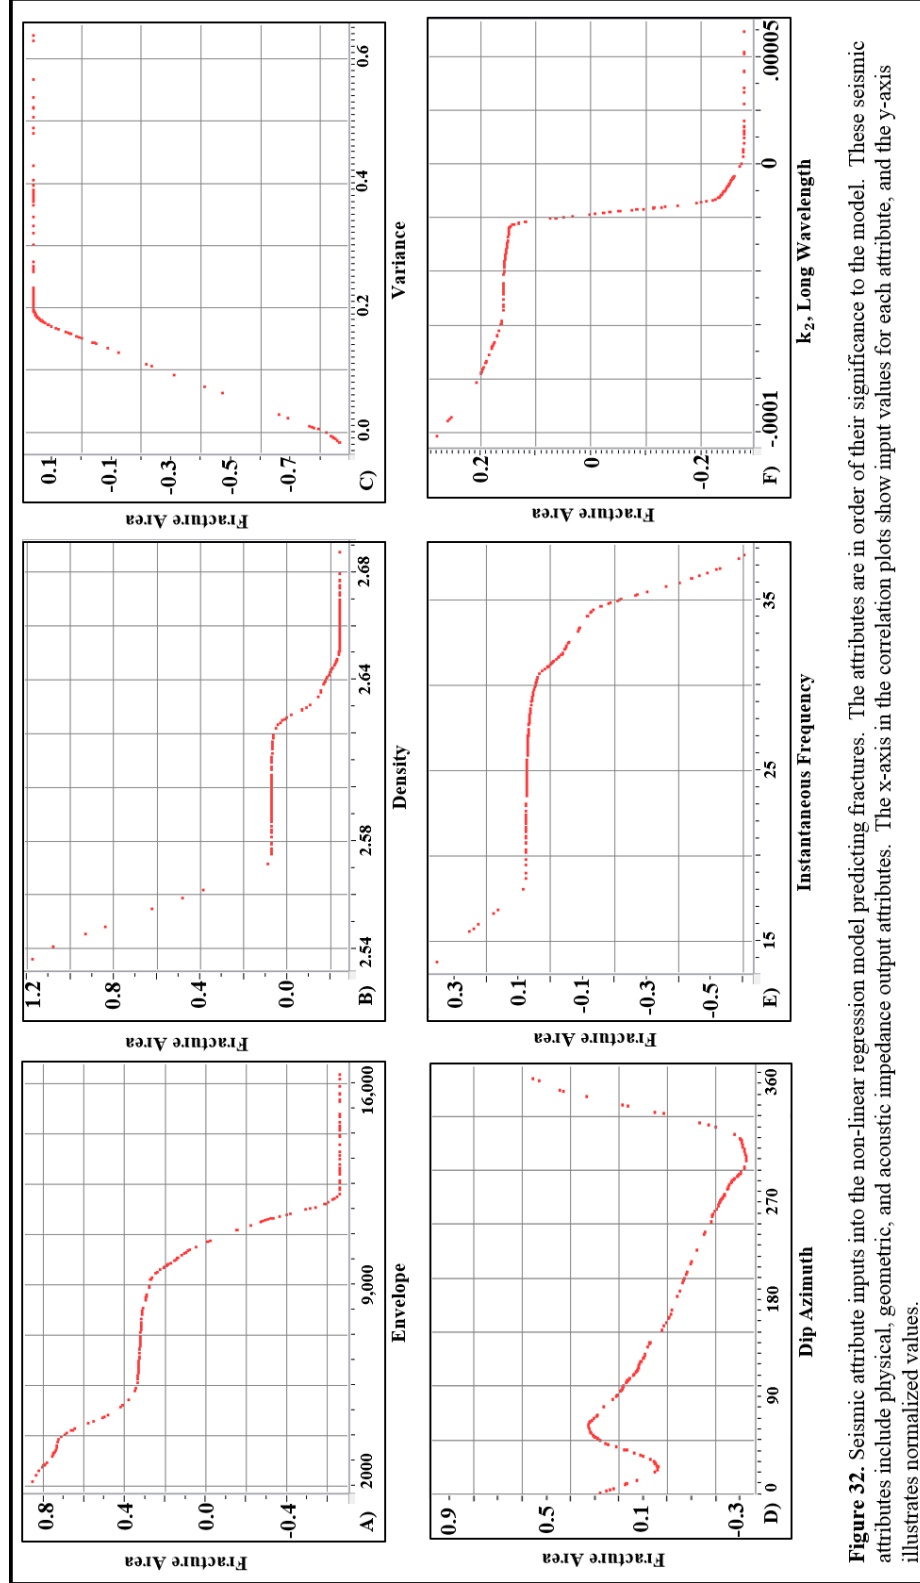 Fracture Area
0.8
0.4
0.0
-0.4
A)
2000
9,000
16,000
Envelope
Fracture Area
1.2
0.8
0.4
0.0
B)
2.54
2.58
2.64
2.68
Density
Fracture Area
0.1
-0.1
-0.3
-0.5
-0.7
C)
0.0
0.2
0.4
0.6
Variance
Fracture Area
0.9
0.5
0.1
-0.3
D)
0
90
180
270
360
Dip Azimuth
Fracture Area
0.3
0.1
-0.1
-0.3
-0.5
E)
15
25
35
Instantaneous Frequency
Fracture Area
0.2
0
-0.2
F)
-.0001
0
.00005
k2, Long Wavelength
Figure 32. Seismic attribute inputs into the non-linear regression model predicting fractures. The attributes are in order of their significance to the model. These seismic
attributes include physical, geometric, and acoustic impedance output attributes. The x-axis in the correlation plots show input values for each attribute, and the y-axis
illustrates normalized values.